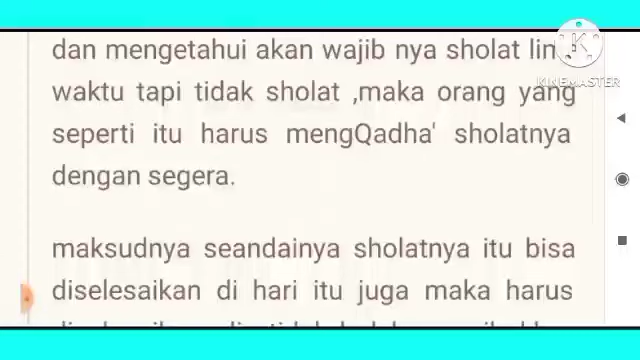 dan mengetahui akan wajib nya sholat
waktu tapi tidak sholat ,maka orang yang
seperti itu harus mengQadha' sholatnya
dengan segera.
maksudnya seandainya sholatnya itu bisa
diselesaikan di hari itu juga maka harus
KINEMASTER